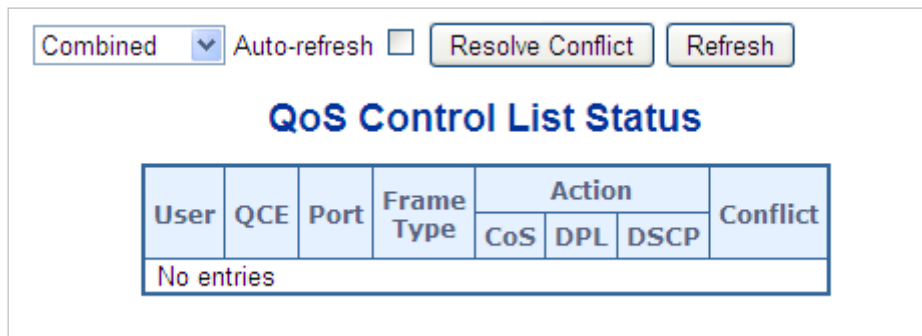 Combined Auto-refresh Resolve Conflict Refresh
QoS Control List Status
User QCE Port Frame Type Action Conflict
CoS DPL DSCP
No entries